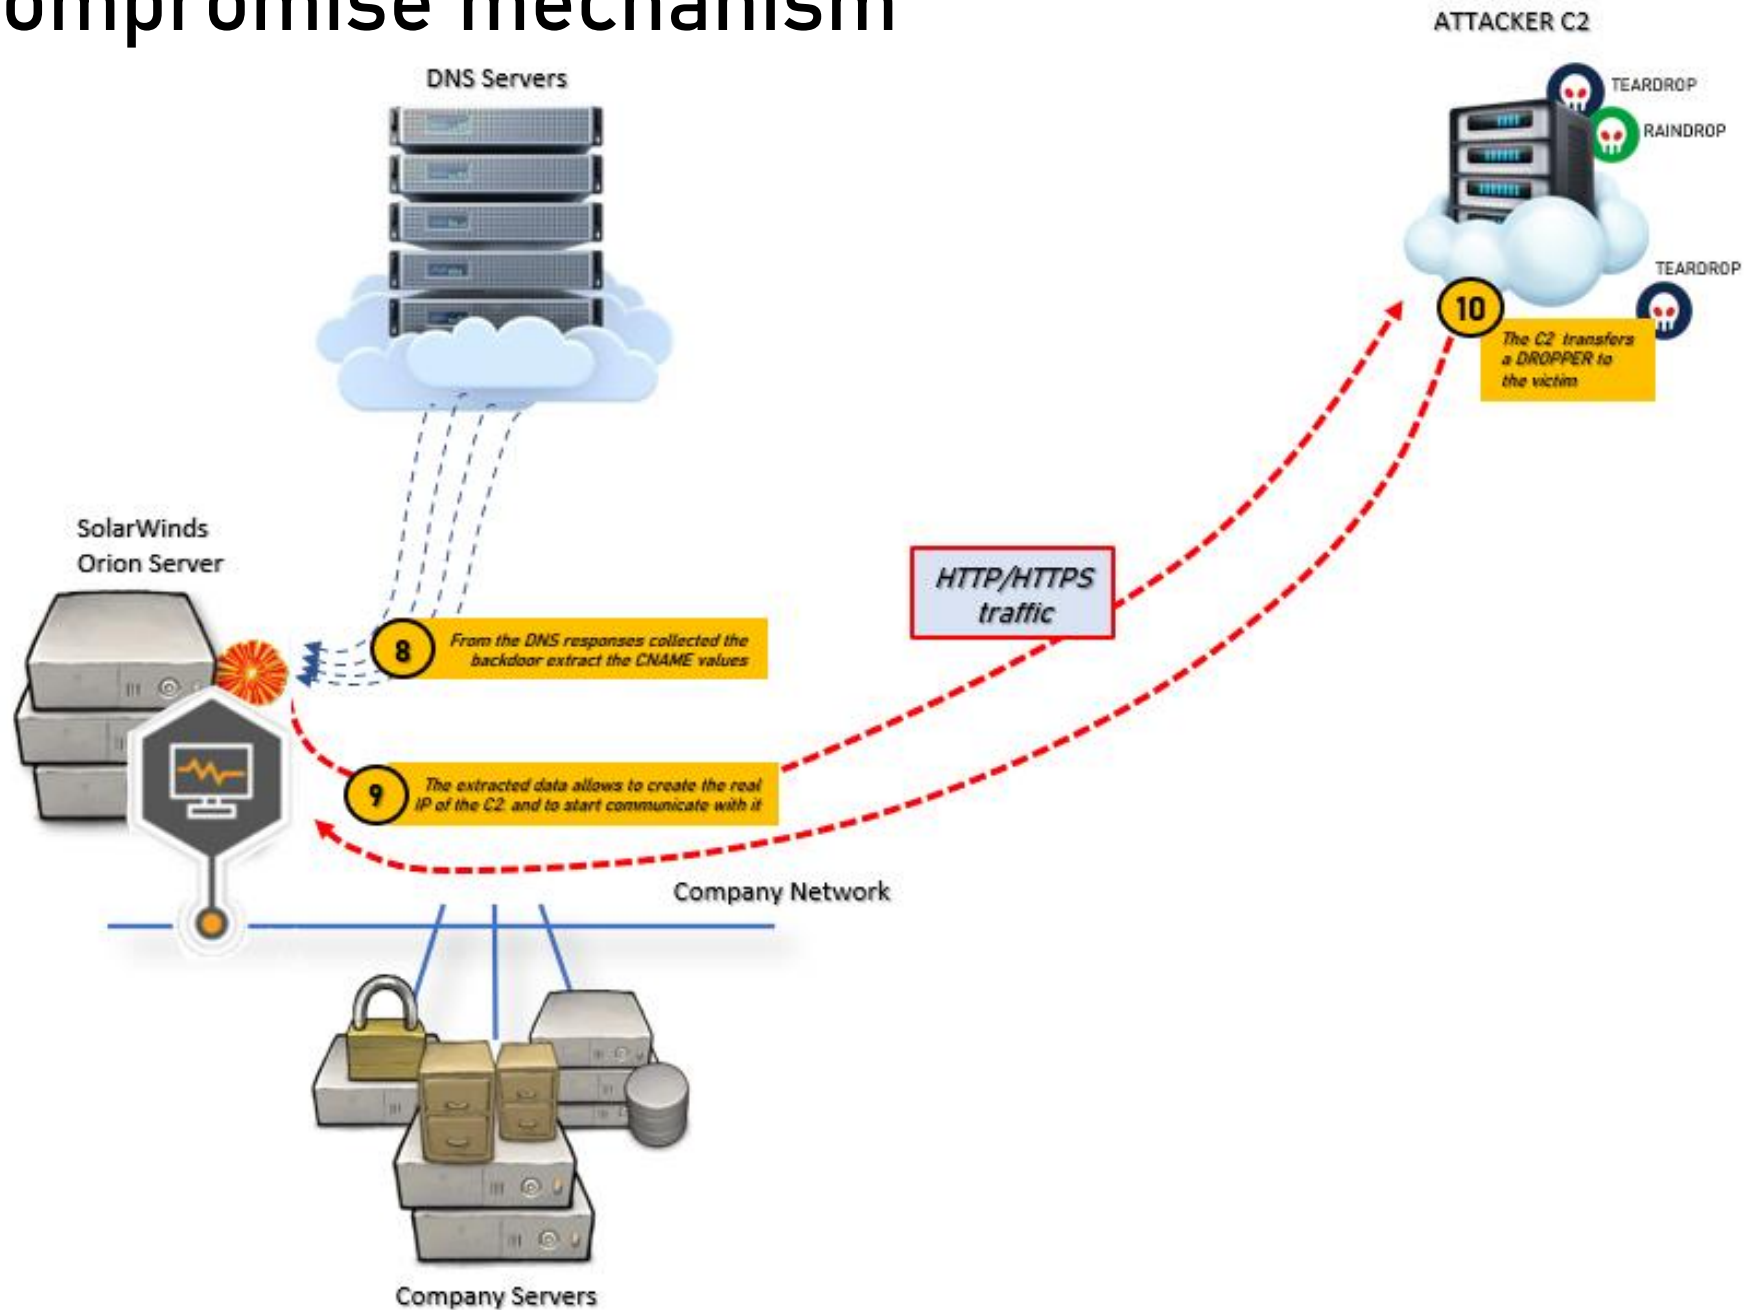 ompromise mechanism
ATTACKER C2
DNS Servers
TEARDROP
RAINDROP
TEARDROP
10
The C2 transfers
a DROPPER to
the victim
SolarWinds
Orion Server
HTTP/HTTPS
traffic
8
From the DNS responses collected the
backdoor extract the CNAME values
9
The extracted data allows to create the real
IP of the C2 and to start communicate with it
Company Network
Company Servers